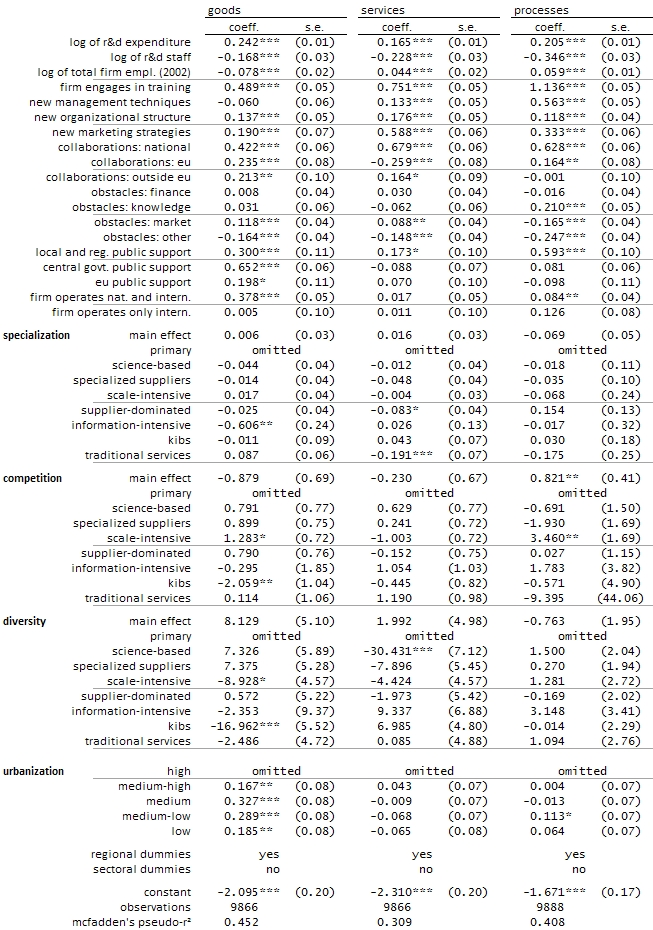 goods services processes
coeff. s.e. coeff. s.e. coeff. s.e.
log of r&d expenditure 0.242*** (0.01) 0.165*** (0.01) 0.205*** (0.01)
log of r&d staff -0.168*** (0.03) -0.228*** (0.03) -0.346*** (0.03)
log of total firm empl. (2002) -0.078*** (0.02) 0.044*** (0.02) 0.059*** (0.01)
firm engages in training 0.489*** (0.05) 0.751*** (0.05) 1.136*** (0.05)
new management techniques -0.060 (0.06) 0.133*** (0.05) 0.563*** (0.05)
new organizational structure 0.137*** (0.05) 0.176*** (0.05) 0.118*** (0.04)
new marketing strategies 0.190*** (0.07) 0.588*** (0.06) 0.333*** (0.06)
collaborations: national 0.422*** (0.06) 0.679*** (0.06) 0.628*** (0.06)
collaborations: eu 0.235*** (0.08) -0.259*** (0.08) 0.164** (0.08)
collaborations: outside eu 0.213** (0.10) 0.164* (0.09) -0.001 (0.10)
obstacles: finance 0.008 (0.04) 0.030 (0.04) -0.016 (0.04)
obstacles: knowledge 0.031 (0.06) -0.062 (0.06) 0.210*** (0.05)
obstacles: market 0.118*** (0.04) 0.088** (0.04) -0.165*** (0.04)
obstacles: other -0.164*** (0.04) -0.148*** (0.04) -0.247*** (0.04)
local and reg. public support 0.300*** (0.11) 0.173* (0.10) 0.593*** (0.10)
central govt. public support 0.652*** (0.06) -0.088 (0.07) 0.081 (0.06)
eu public support 0.198* (0.11) 0.070 (0.10) -0.098 (0.11)
firm operates nat. and intern. 0.378*** (0.05) 0.017 (0.05) 0.084** (0.04)
firm operates only intern. 0.005 (0.10) 0.011 (0.10) 0.126 (0.08)
specialization main effect 0.006 (0.03) 0.016 (0.03) -0.069 (0.05)
primary omitted omitted omitted
science-based -0.044 (0.04) -0.012 (0.04) -0.018 (0.11)
specialized suppliers -0.014 (0.04) -0.048 (0.04) -0.035 (0.10)
scale-intensive 0.017 (0.04) -0.004 (0.03) -0.068 (0.24)
supplier-dominated -0.025 (0.04) -0.083* (0.04) 0.154 (0.13)
information-intensive -0.606** (0.24) 0.026 (0.13) -0.017 (0.32)
kibs -0.011 (0.09) 0.043 (0.07) 0.030 (0.18)
traditional services 0.087 (0.06) -0.191*** (0.07) -0.175 (0.25)
competition main effect -0.879 (0.69) -0.230 (0.67) 0.821** (0.41)
primary omitted omitted omitted
science-based 0.791 (0.77) 0.629 (0.77) -0.691 (1.50)
specialized suppliers 0.899 (0.75) 0.241 (0.72) -1.930 (1.69)
scale-intensive 1.283* (0.72) -1.003 (0.72) 3.460** (1.69)
supplier-dominated 0.790 (0.76) -0.152 (0.75) 0.027 (1.15)
information-intensive -0.295 (1.85) 1.054 (1.03) 1.783 (3.82)
kibs -2.059** (1.04) -0.445 (0.82) -0.571 (4.90)
traditional services 0.114 (1.06) 1.190 (0.98) -9.395 (44.06)
diversity main effect 8.129 (5.10) 1.992 (4.98) -0.763 (1.95)
primary omitted omitted omitted
science-based 7.326 (5.89) -30.431*** (7.12) 1.500 (2.04)
specialized suppliers 7.375 (5.28) -7.896 (5.45) 0.270 (1.94)
scale-intensive -8.928* (4.57) -4.424 (4.57) 1.281 (2.72)
supplier-dominated 0.572 (5.22) -1.973 (5.42) -0.169 (2.02)
information-intensive -2.353 (9.37) 9.337 (6.88) 3.148 (3.41)
kibs -16.962*** (5.52) 6.985 (4.80) -0.014 (2.29)
traditional services -2.486 (4.72) 0.085 (4.88) 1.094 (2.76)
urbanization high omitted omitted omitted
medium-high 0.167** (0.08) 0.043 (0.07) 0.004 (0.07)
medium 0.327*** (0.08) -0.009 (0.07) -0.013 (0.07)
medium-low 0.289*** (0.08) -0.068 (0.07) 0.113* (0.07)
low 0.185** (0.08) -0.065 (0.08) 0.064 (0.07)
regional dummies yes yes yes
sectoral dummies no no no
constant -2.095*** (0.20) -2.310*** (0.20) -1.671*** (0.17)
observations 9866 9866 9888
mcfadden's pseudo-r² 0.452 0.309 0.408